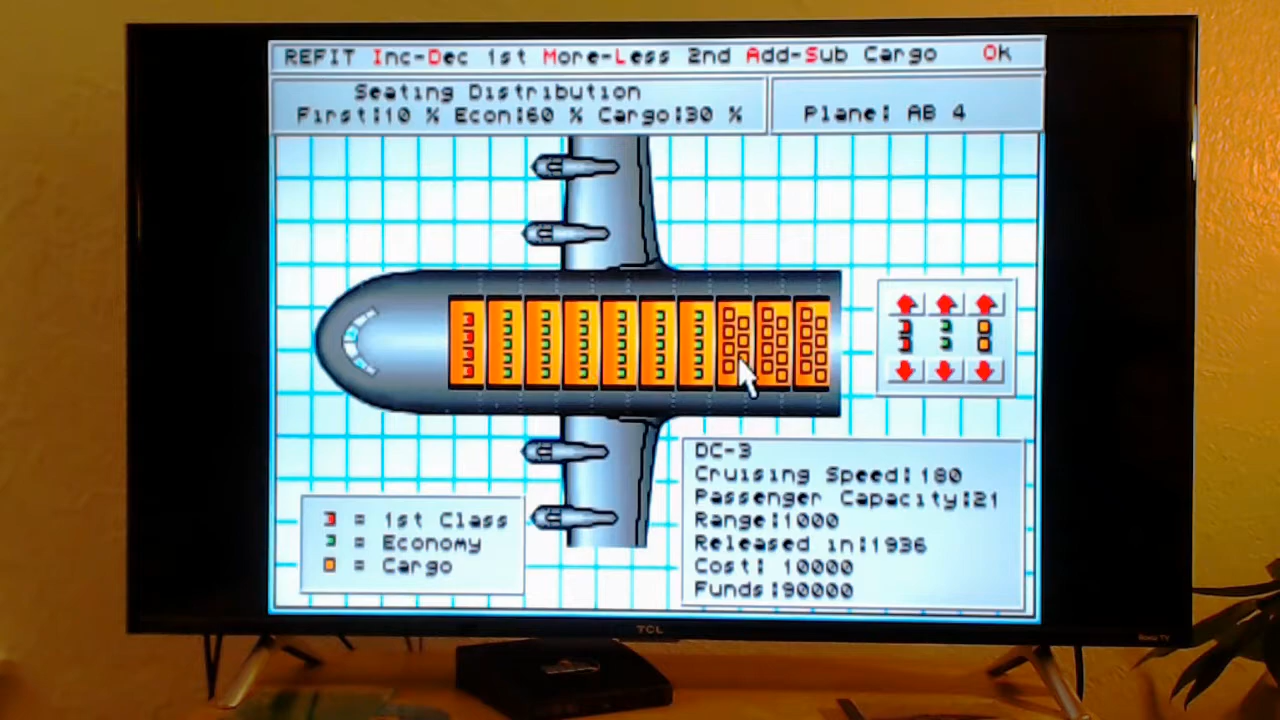 REFIT Inc-Dec 1st More-Less 2nd Add-Sub Cargo Ok
Seating Distribution
First:10 % Econ:60 % Cargo:30 %
Plane: AB 4
1st Class
= Economy
= Cargo
DC-3
Cruising Speed:180
Passenger Capacity:21
Range:1000
Released in:1936
Cost: 10000
Funds:90000
TCL
Roku TV